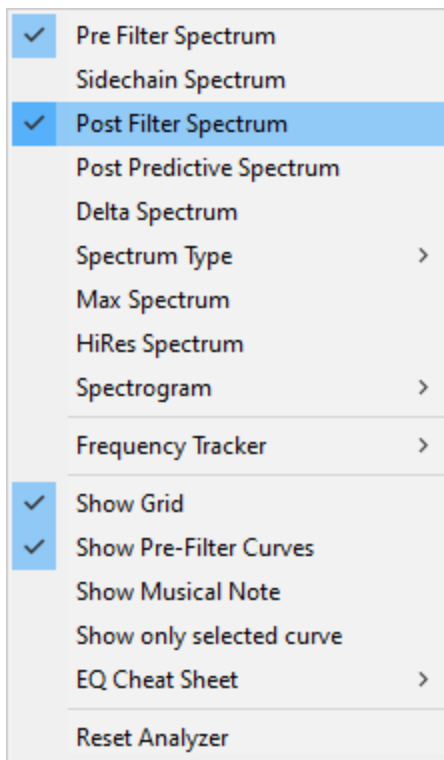 Pre Filter Spectrum
Sidechain Spectrum
Post Filter Spectrum
Post Predictive Spectrum
Delta Spectrum
Spectrum Type
Max Spectrum
HiRes Spectrum
Spectrogram
Frequency Tracker
Show Grid
Show Pre-Filter Curves
Show Musical Note
Show only selected curve
EQ Cheat Sheet
Reset Analyzer